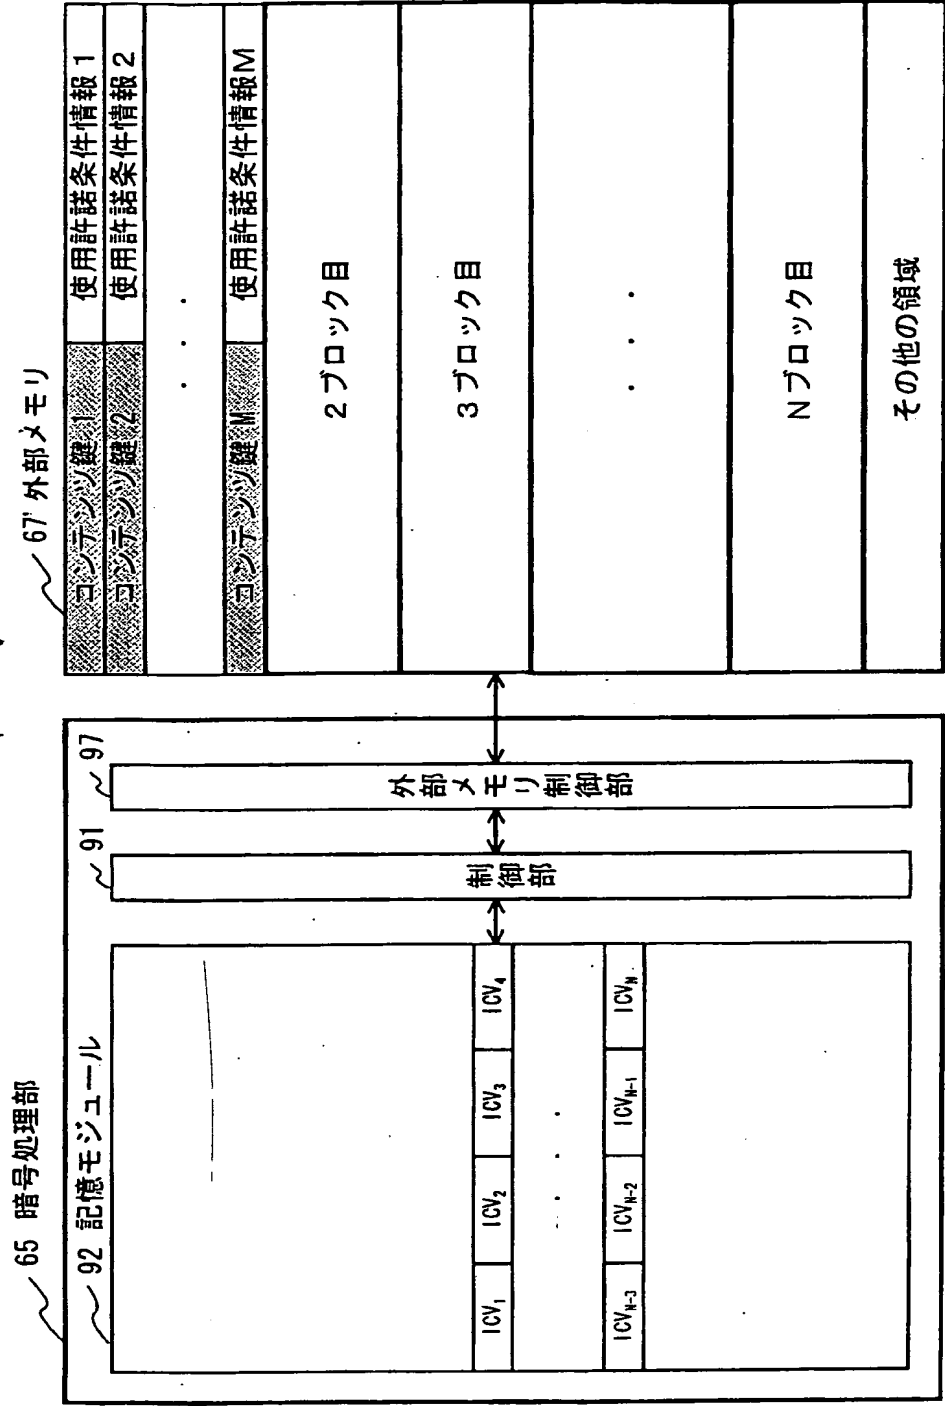 65 暗号処理部
92 記憶モジュール
ICV₁ ICV₂ ICV₃ ICV₄
・・・
ICV_N-3 ICV_N-2 ICV_N-1 ICV_N
91
制御部
97
外部メモリ制御部
67' 外部メモリ
コンテンツ鍵 1 使用許諾条件情報 1
コンテンツ鍵 2 使用許諾条件情報 2
・・・
コンテンツ鍵 M 使用許諾条件情報M
2ブロック目
3ブロック目
・・・
Nブロック目
その他の領域